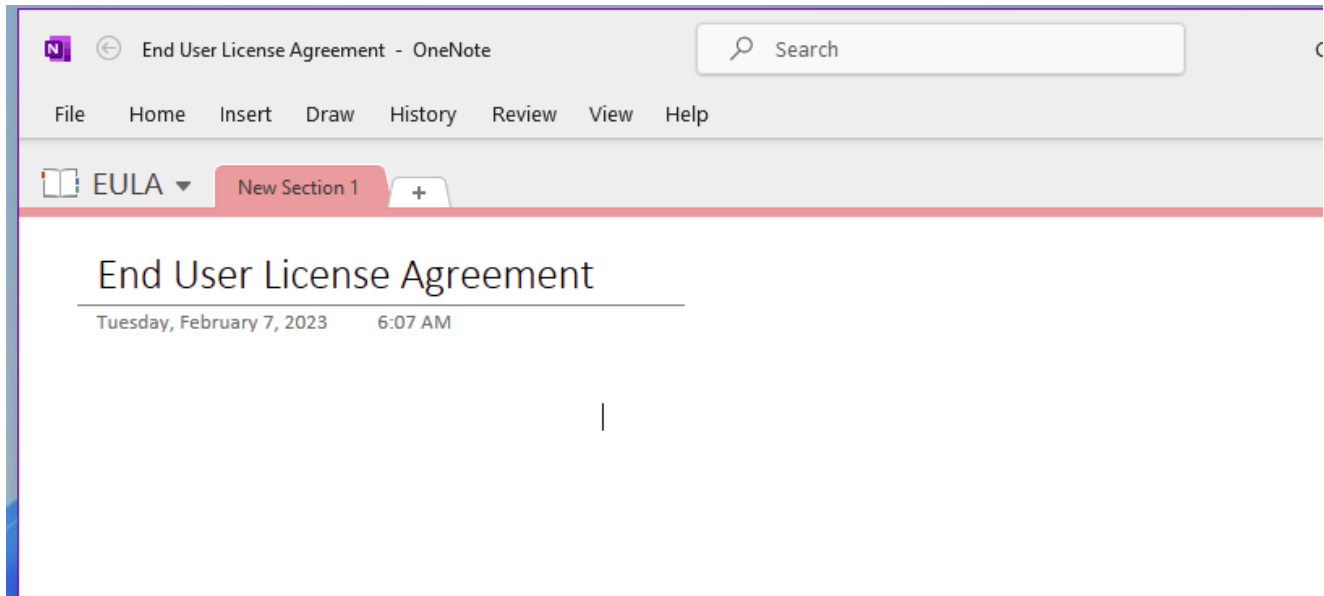 End User License Agreement - OneNote
Search
File Home Insert Draw History Review View Help
EULA New Section 1 +
End User License Agreement
Tuesday, February 7, 2023 6:07 AM